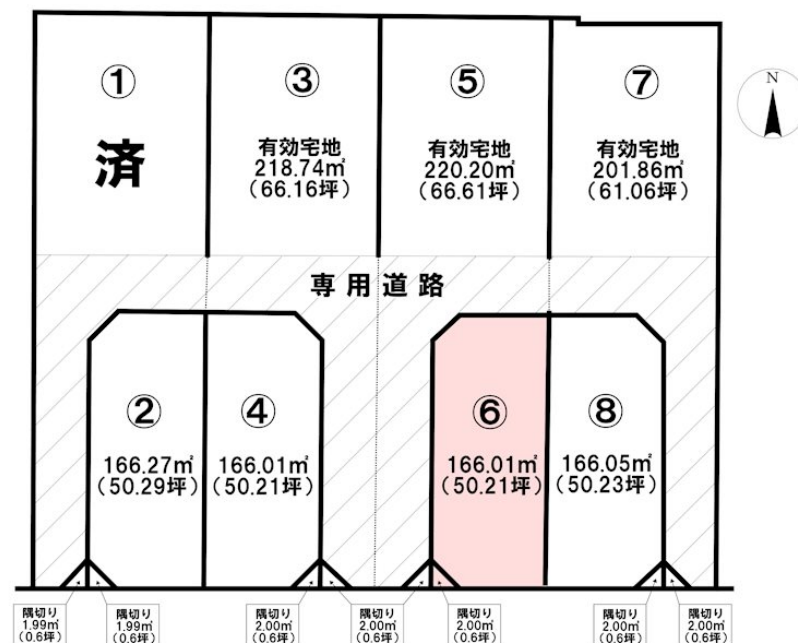 ①
済
③
有効宅地
218.74㎡
（66.16坪）
⑤
有効宅地
220.20㎡
（66.61坪）
⑦
有効宅地
201.86㎡
（61.06坪）
N
専用道路
②
166.27㎡
（50.29坪）
④
166.01㎡
（50.21坪）
⑥
166.01㎡
（50.21坪）
⑧
166.05㎡
（50.23坪）
隅切り
1.99㎡
（0.6坪）
隅切り
1.99㎡
（0.6坪）
隅切り
2.00㎡
（0.6坪）
隅切り
2.00㎡
（0.6坪）
隅切り
2.00㎡
（0.6坪）
隅切り
2.00㎡
（0.6坪）
隅切り
2.00㎡
（0.6坪）